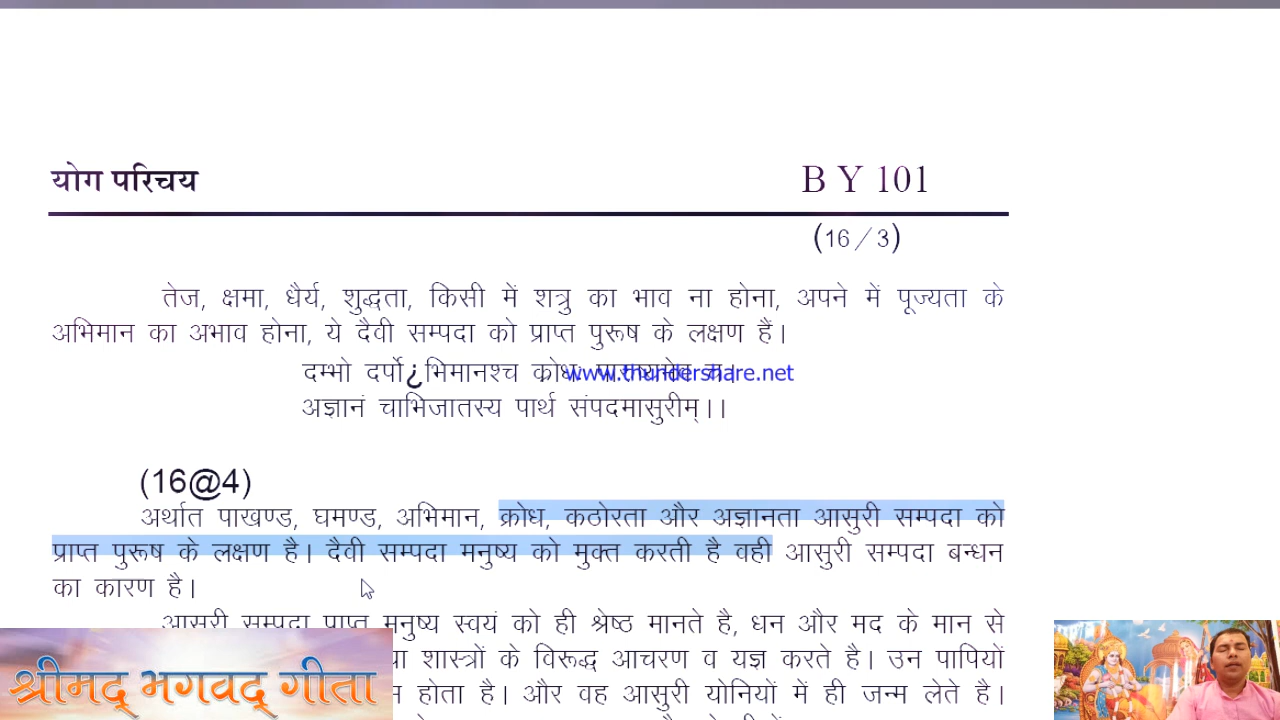 योग परिचय B Y 101
(16/3)
तेज, क्षमा, धैर्य, शुद्धता, किसी में शत्रु का भाव ना होना, अपने में पूज्यता के
अभिमान का अभाव होना, ये दैवी सम्पदा को प्राप्त पुरूष के लक्षण हैं।
दम्भो दर्पो¿भिमानश्च क्रोधः www.thundershare.net
अज्ञानं चाभिजातस्य पार्थ संपदमासुरीम्।।
(16@4)
अर्थात पाखण्ड, घमण्ड, अभिमान, क्रोध, कठोरता और अज्ञानता आसुरी सम्पदा को
प्राप्त पुरूष के लक्षण है। दैवी सम्पदा मनुष्य को मुक्त करती है वही आसुरी सम्पदा बन्धन
का कारण है।
आसुरी सम्पदा प्राप्त मनुष्य स्वयं को ही श्रेष्ठ मानते है, धन और मद के मान से
शास्त्रों के विरूद्ध आचरण व यज्ञ करते है। उन पापियों
होता है। और वह आसुरी योनियों में ही जन्म लेते है।
श्रीमद् भगवद् गीता